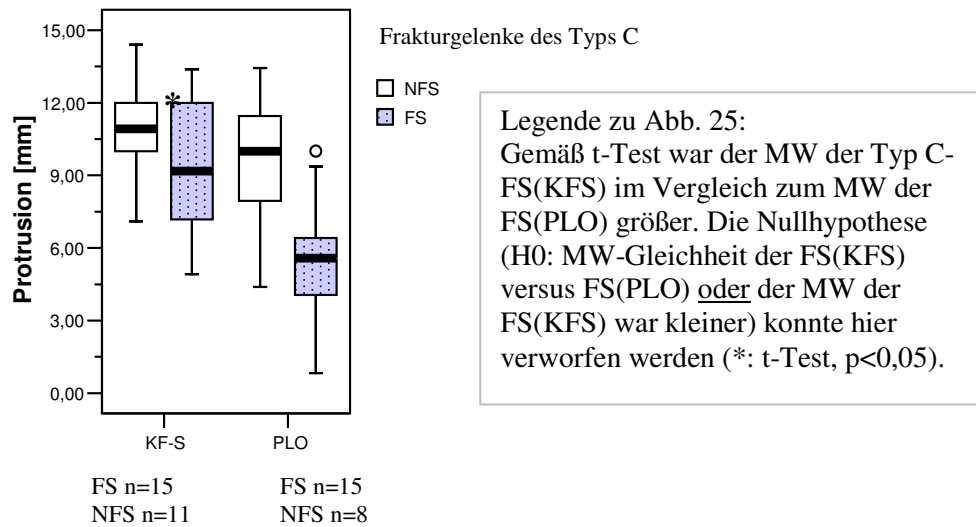 Frakturgelenke des Typs C
NFS
FS
Protrusion [mm]
15,00
12,00
9,00
6,00
3,00
0,00
*
KF-S PLO
FS n=15 FS n=15
NFS n=11 NFS n=8
Legende zu Abb. 25:
Gemäß t-Test war der MW der Typ C-
FS(KFS) im Vergleich zum MW der
FS(PLO) größer. Die Nullhypothese
(H0: MW-Gleichheit der FS(KFS)
versus FS(PLO) oder der MW der
FS(KFS) war kleiner) konnte hier
verworfen werden (*: t-Test, p<0,05).